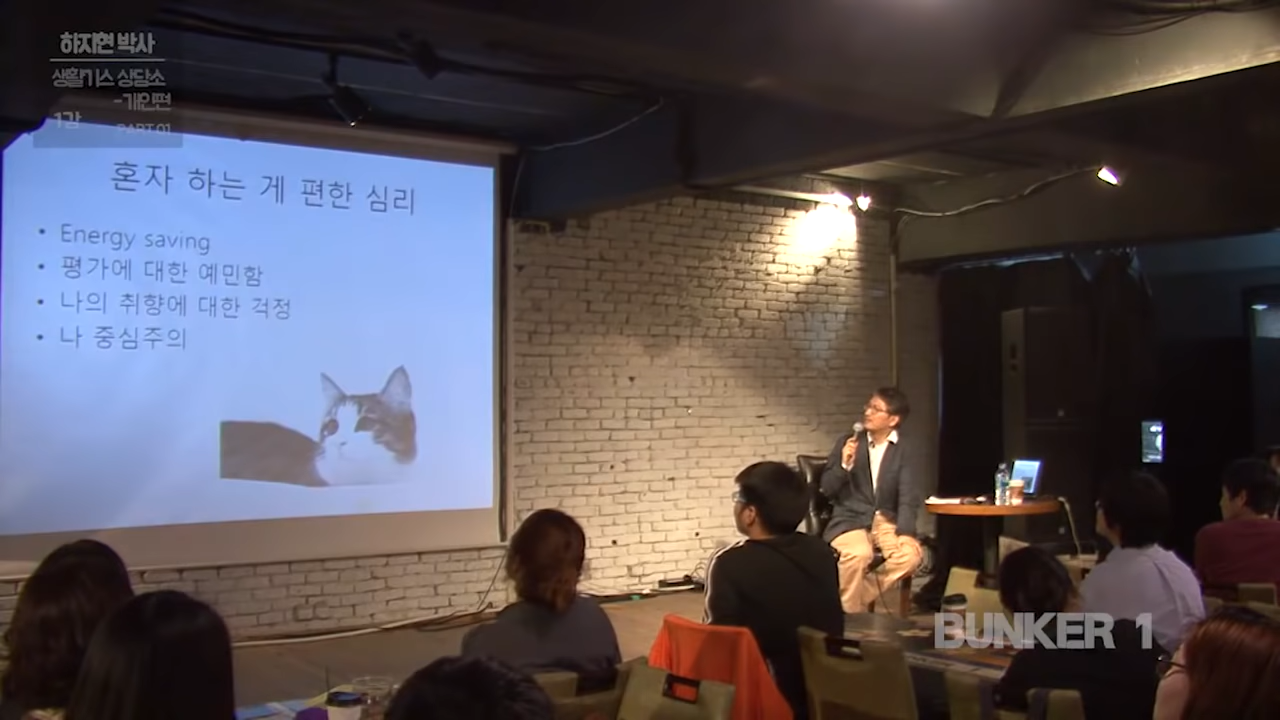 하지현 박사
생활기스 상담소
-개인편
1강 PART 01
혼자 하는 게 편한 심리
• Energy saving
• 평가에 대한 예민함
• 나의 취향에 대한 걱정
• 나 중심주의
BUNKER 1